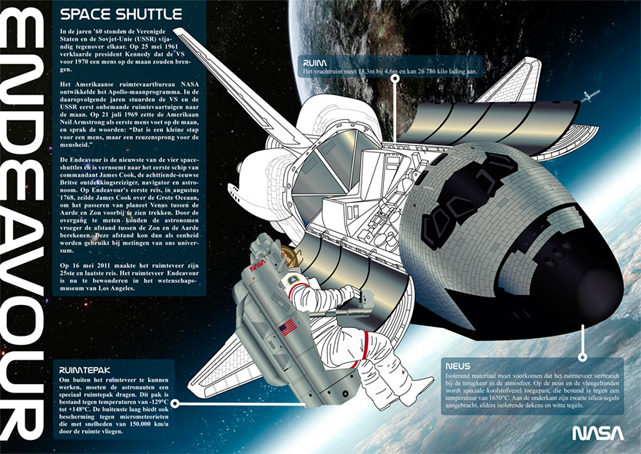 ENDEAVOUR
SPACE SHUTTLE
In de jaren '60 stonden de Verenigde
Staten en de Sovjet-Unie (USSR) vija-
ndig tegenover elkaar. Op 25 mei 1961
verklaarde president Kennedy dat de VS
voor 1970 een mens op de maan zouden bren-
gen.
Het Amerikaanse ruimtevaartbureau NASA
ontwikkelde het Apollo-maanprogramma. In de
daaropvolgende jaren stuurden de VS en de
USSR eerst onbemande ruimtevaartuigen naar
de maan. Op 21 juli 1969 zette de Amerikaan
Neil Armstrong als eerste mens voet op de maan,
en sprak de woorden: “Dat is een kleine stap
voor een mens, maar een reuzensprong voor de
mensheid.”
De Endeavour is de nieuwste van de vier space-
shuttles en is vernoemd naar het eerste schip van
commandant James Cook, de achttiende-eeuwse
Britse ontdekkingsreiziger, navigator en astro-
noom. Op Endeavour's eerste reis, in augustus
1768, zeilde James Cook over de Grote Oceaan,
om het passeren van planeet Venus tussen de
Aarde en Zon voorbij te zien trekken. Door de
overgang te meten konden de astronomen
vroeger de afstand tussen de Zon en de Aarde
berekenen. Deze afstand kon dan als eenheid
worden gebruikt bij metingen van ons univer-
sum.
Op 16 mei 2011 maakte het ruimteveer zijn
25ste en laatste reis. Het ruimteveer Endeavour
is nu te bewonderen in het wetenschaps-
museum van Los Angeles.
RUIM
Het vrachtruim meet 18,3m bij 4,6m en kan 26 786 kilo lading aan.
NASA
RUIMTEPAK
Om buiten het ruimteveer te kunnen
werken, moeten de astronauten een
speciaal ruimtepak dragen. Dit pak is
bestand tegen temperaturen van -129°C
tot +148°C. De buitenste laag biedt ook
bescherming tegen micrometeorieten
die met snelheden van 150.000 km/u
door de ruimte vliegen.
NEUS
Isolerend materiaal moet voorkomen dat het ruimteveer verbrandt
bij de terugkeer in de atmosfeer. Op de neus en de vleugelranden
wordt speciale koolstofvezel toegepast, die bestand is tegen een
temperatuur van 1650°C. Aan de onderkant zijn zwarte silica-tegels
aangebracht, elders isolerende dekens en witte tegels.
NASA